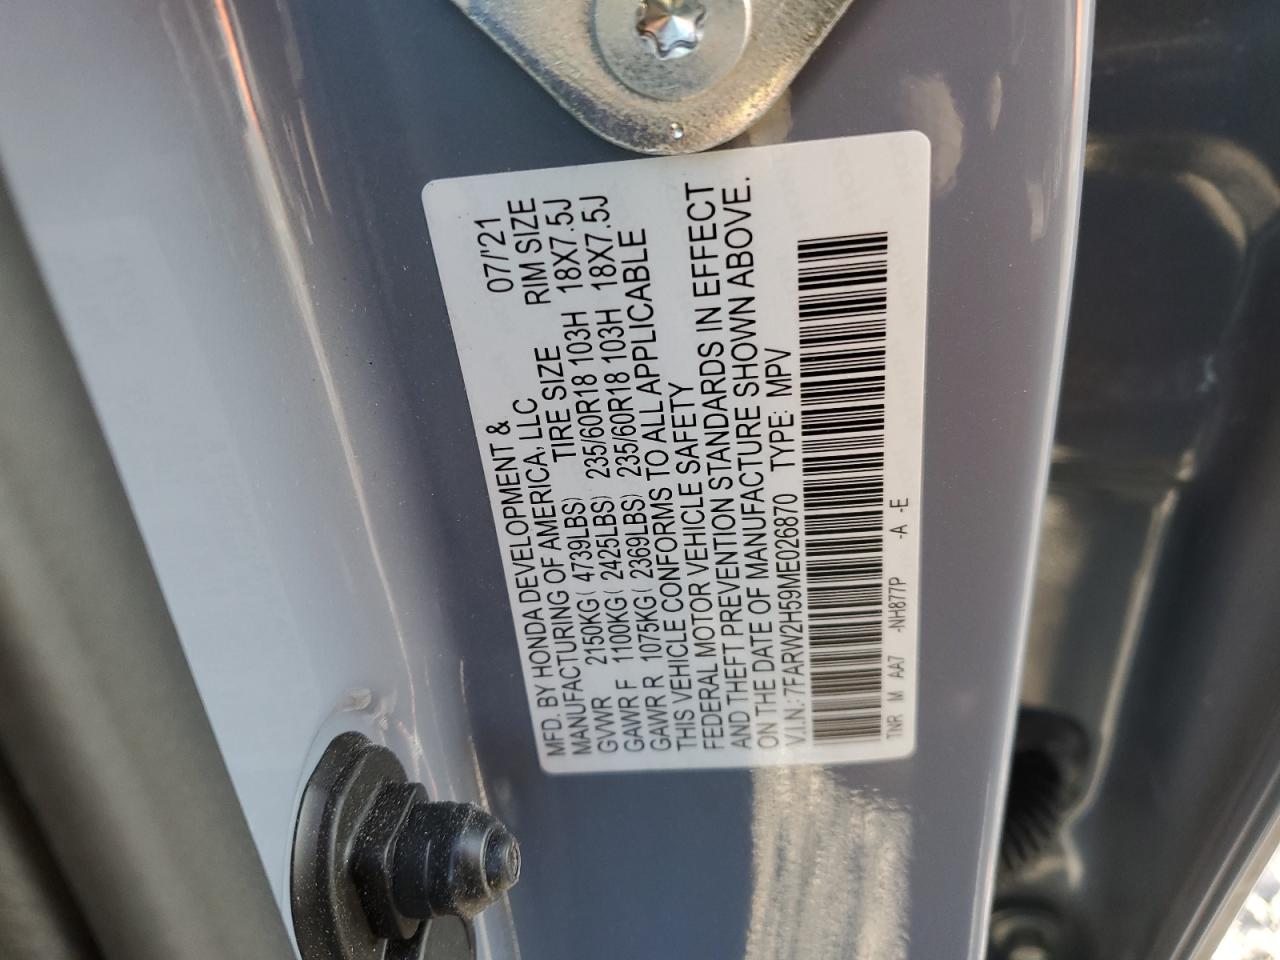 MFD. BY HONDA DEVELOPMENT & 07/'21
MANUFACTURING OF AMERICA, LLC
TIRE SIZE RIM SIZE
GVWR 2150KG( 4739LBS)
GAWR F 1100KG( 2425LBS) 235/60R18 103H 18X7.5J
GAWR R 1075KG( 2369LBS) 235/60R18 103H 18X7.5J
THIS VEHICLE CONFORMS TO ALL APPLICABLE
FEDERAL MOTOR VEHICLE SAFETY
AND THEFT PREVENTION STANDARDS IN EFFECT
ON THE DATE OF MANUFACTURE SHOWN ABOVE.
V.I.N.: 7FARW2H59ME026870 TYPE: MPV
TNR M AA7 -NH877P -A -E